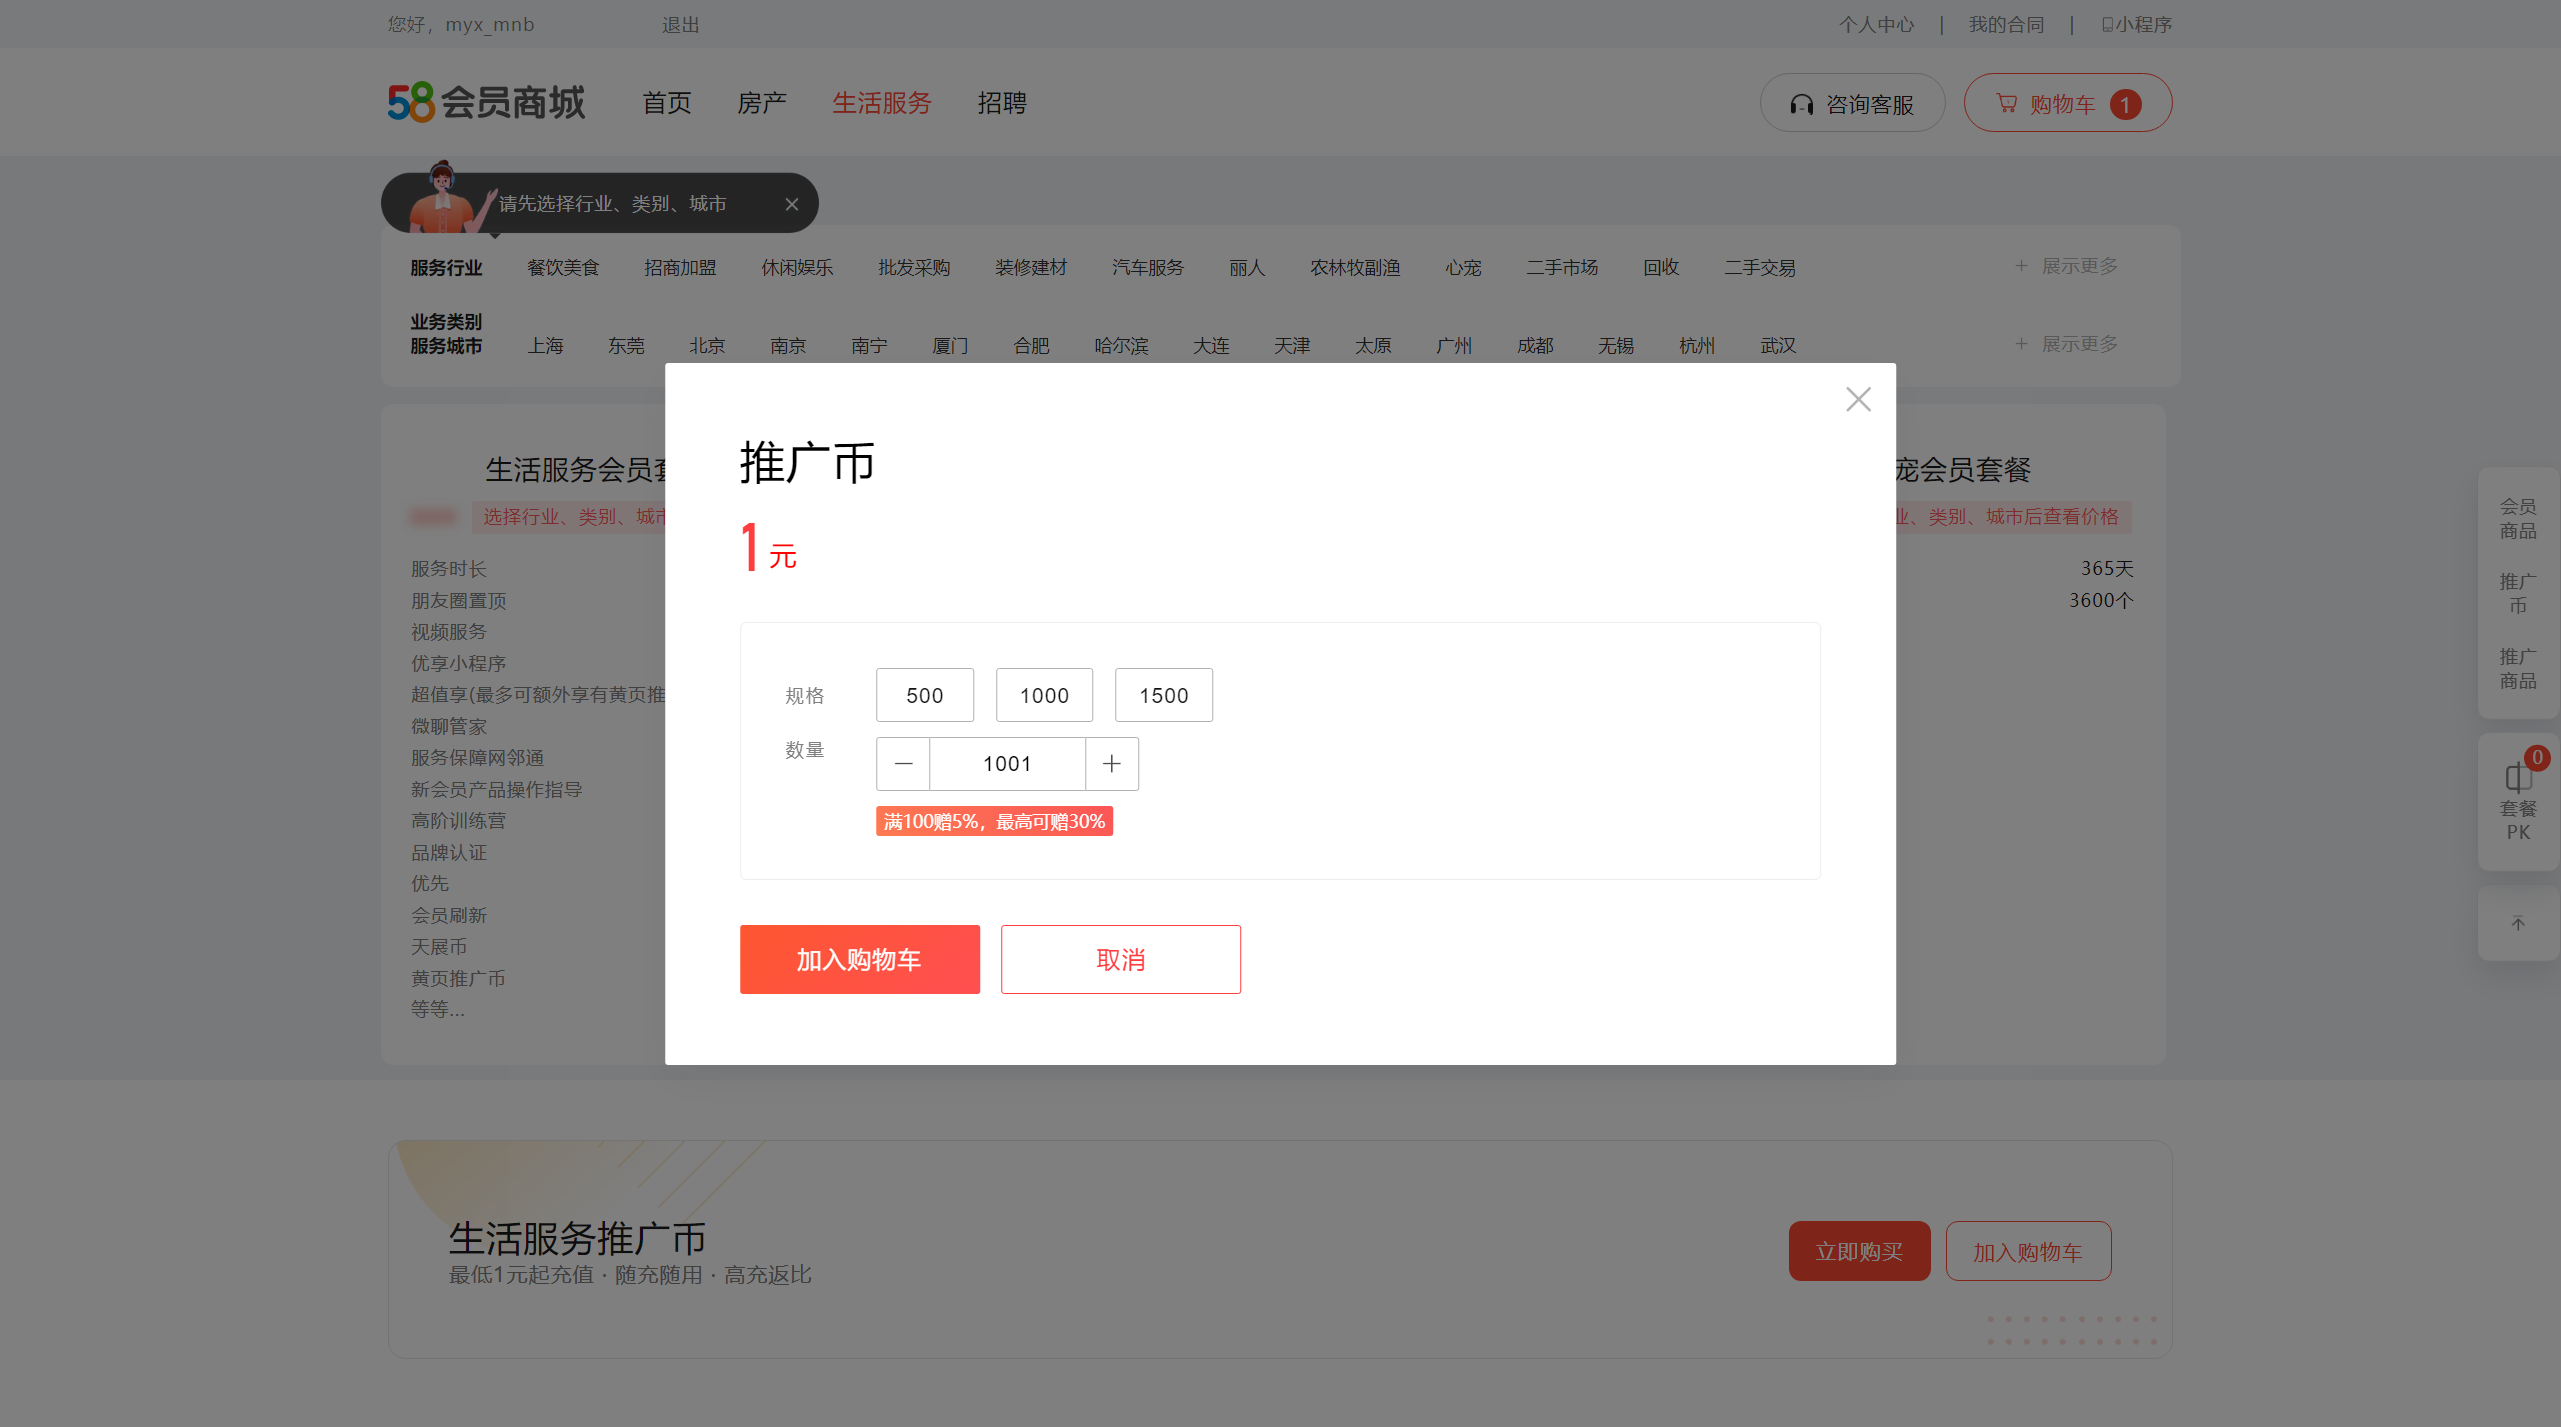 您好，myx_mnb 退出 个人中心 | 我的合同 | 小程序
58会员商城 首页 房产 生活服务 招聘 咨询客服 购物车 1
请先选择行业、类别、城市
服务行业 餐饮美食 招商加盟 休闲娱乐 批发采购 装修建材 汽车服务 丽人 农林牧副渔 心宠 二手市场 回收 二手交易 + 展示更多
业务类别
服务城市 上海 东莞 北京 南京 南宁 厦门 合肥 哈尔滨 大连 天津 太原 广州 成都 无锡 杭州 武汉 + 展示更多
生活服务会员套
选择行业、类别、城市
服务时长
朋友圈置顶
视频服务
优享小程序
超值享(最多可额外享有黄页推
微聊管家
服务保障网邻通
新会员产品操作指导
高阶训练营
品牌认证
优先
会员刷新
天展币
黄页推广币
等等...
推广币
1 元
规格 500 1000 1500
数量 — 1001 +
满100赠5%，最高可赠30%
加入购物车 取消
宠会员套餐
业、类别、城市后查看价格
365天
3600个
会员
商品
推广
币
推广
商品
0
套餐
PK
生活服务推广币
最低1元起充值 · 随充随用 · 高充返比
立即购买 加入购物车